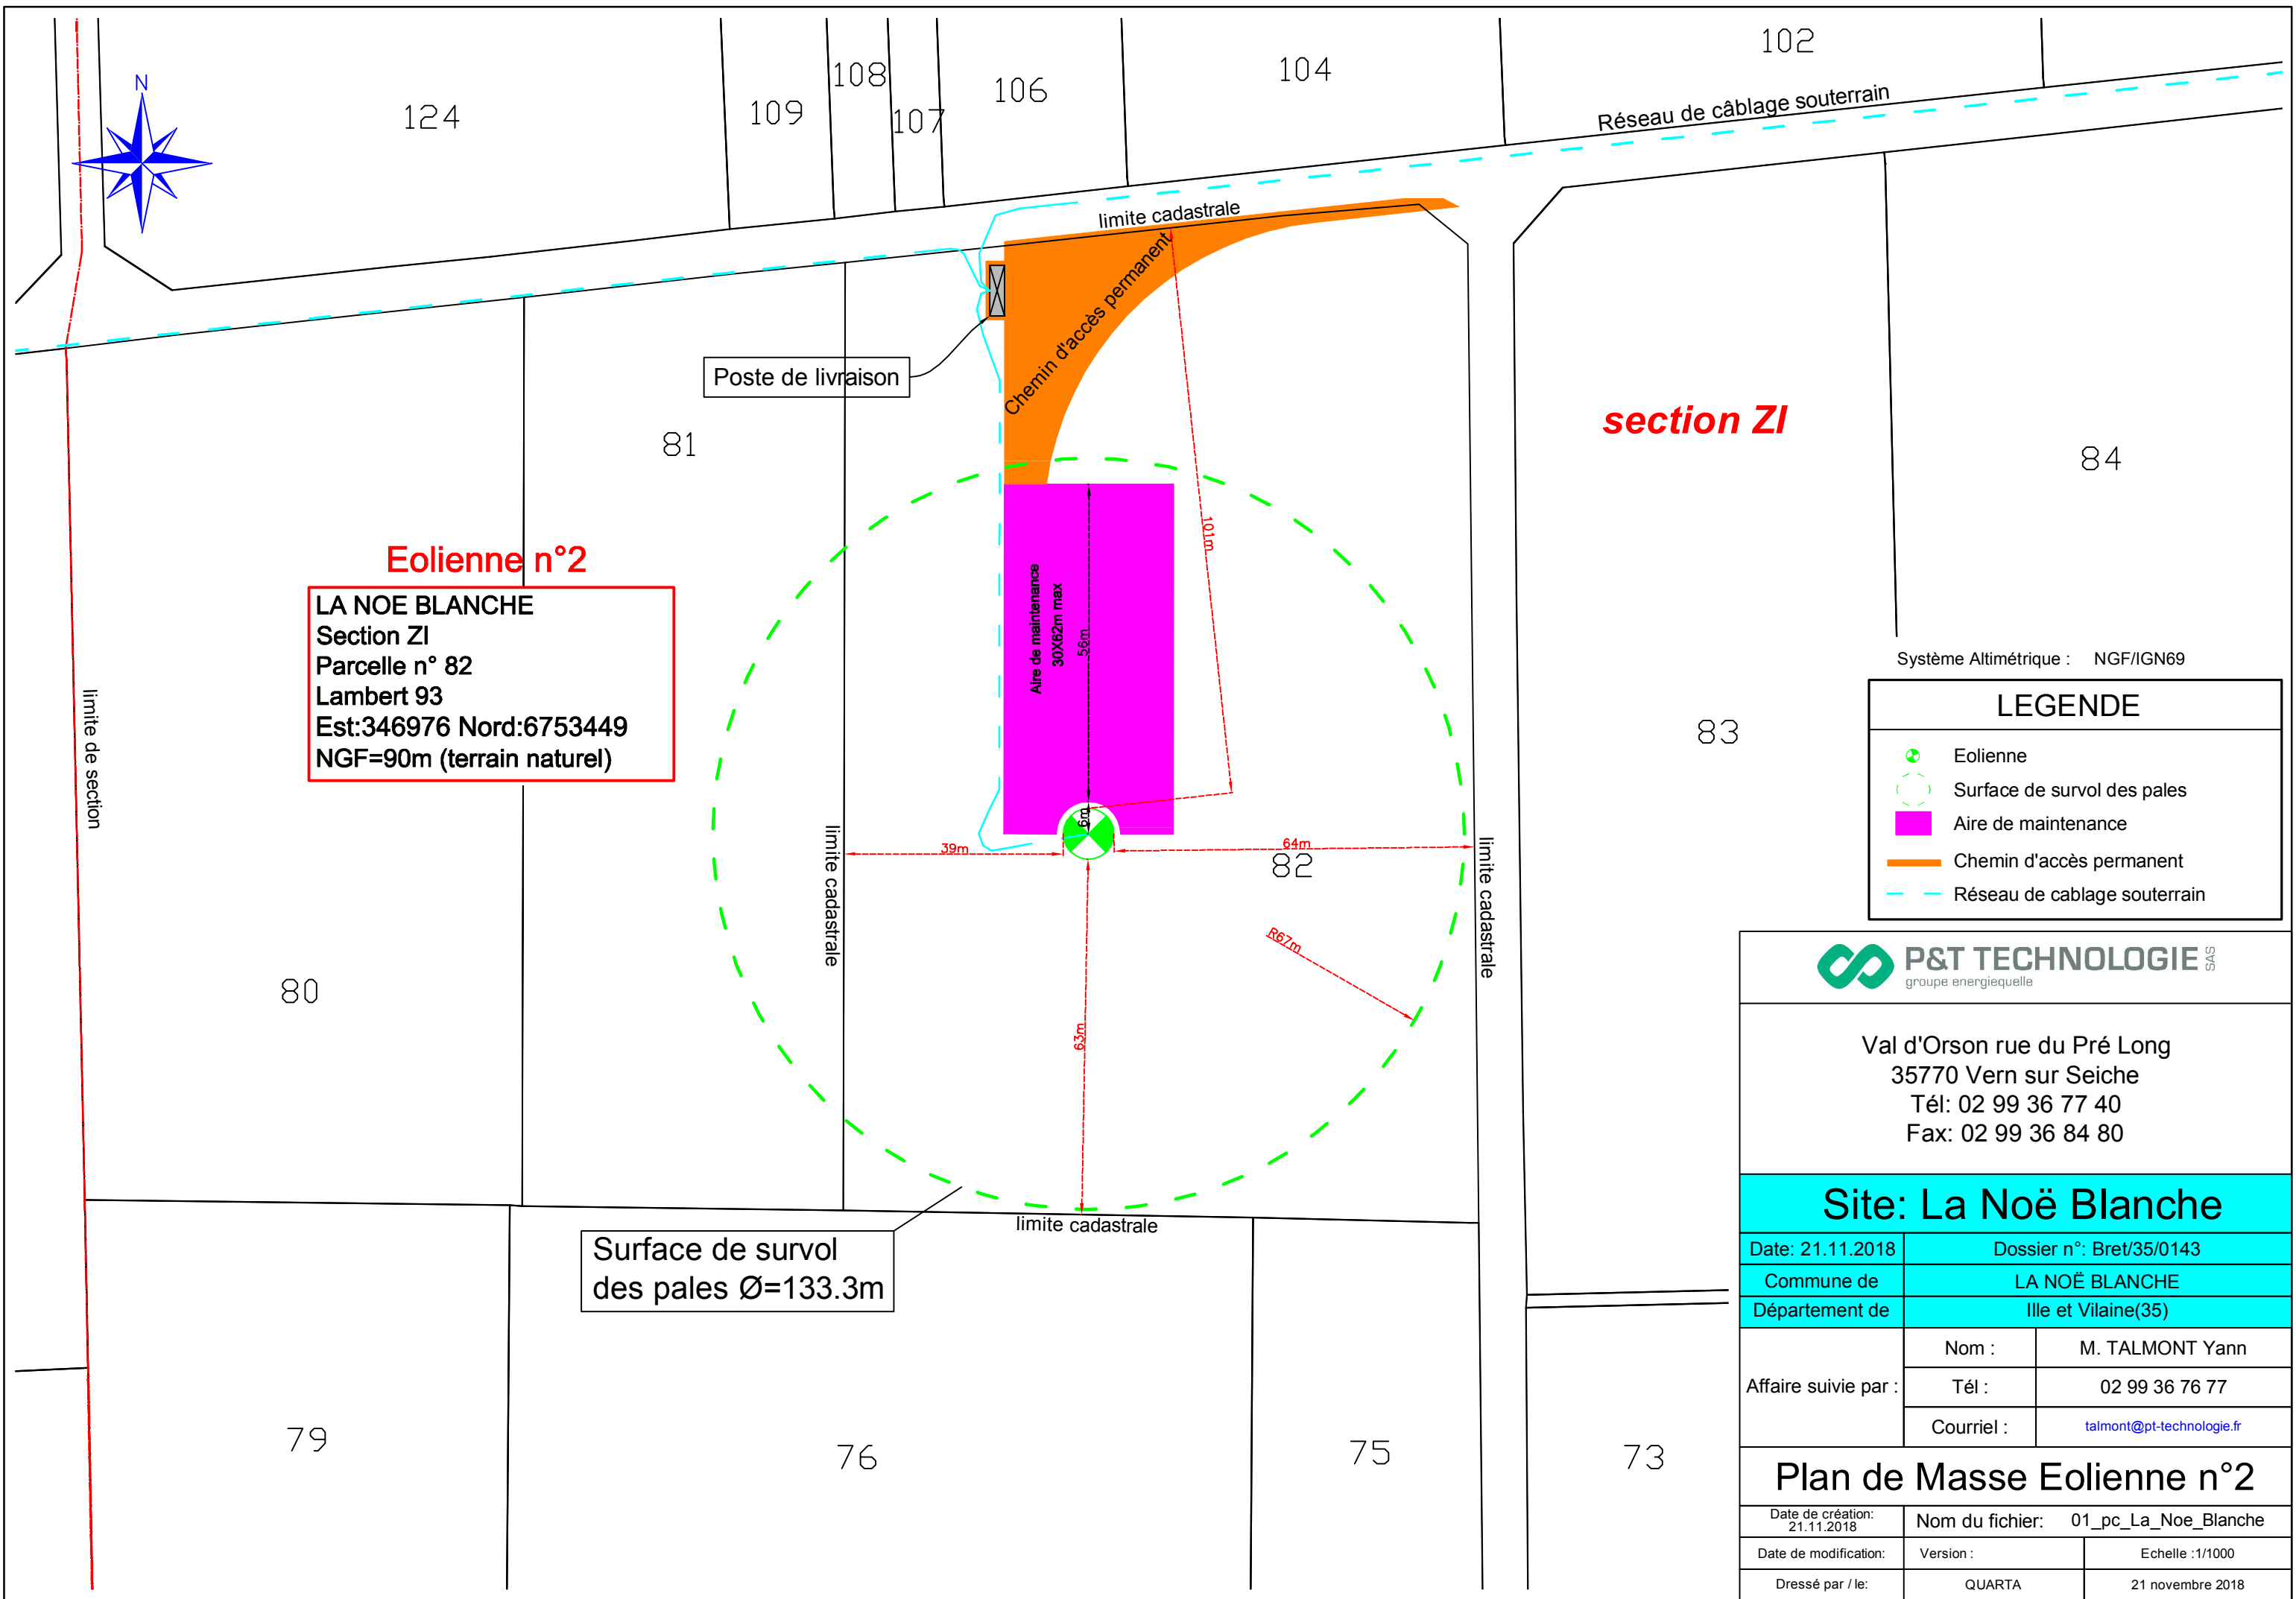 N
124
109
108
107
106
104
102
Réseau de câblage souterrain
limite cadastrale
Chemin d'accès permanent
Poste de livraison
81
section ZI
84
101m
Eolienne n°2
LA NOE BLANCHE
Section ZI
Parcelle n° 82
Lambert 93
Est:346976 Nord:6753449
NGF=90m (terrain naturel)
Aire de maintenance
30X62m max
56m
6m
limite de section
limite cadastrale
39m
64m
82
limite cadastrale
83
R67m
63m
80
limite cadastrale
Surface de survol
des pales Ø=133.3m
79
76
75
73
Système Altimétrique : NGF/IGN69
LEGENDE
Eolienne
Surface de survol des pales
Aire de maintenance
Chemin d'accès permanent
Réseau de cablage souterrain
P&T TECHNOLOGIE SAS
groupe energiequelle
Val d'Orson rue du Pré Long
35770 Vern sur Seiche
Tél: 02 99 36 77 40
Fax: 02 99 36 84 80
Site: La Noë Blanche
Date: 21.11.2018 Dossier n°: Bret/35/0143
Commune de LA NOË BLANCHE
Département de Ille et Vilaine(35)
Affaire suivie par :
Nom : M. TALMONT Yann
Tél : 02 99 36 76 77
Courriel : talmont@pt-technologie.fr
Plan de Masse Eolienne n°2
Date de création:
21.11.2018
Nom du fichier: 01_pc_La_Noe_Blanche
Date de modification: Version : Echelle :1/1000
Dressé par / le: QUARTA 21 novembre 2018